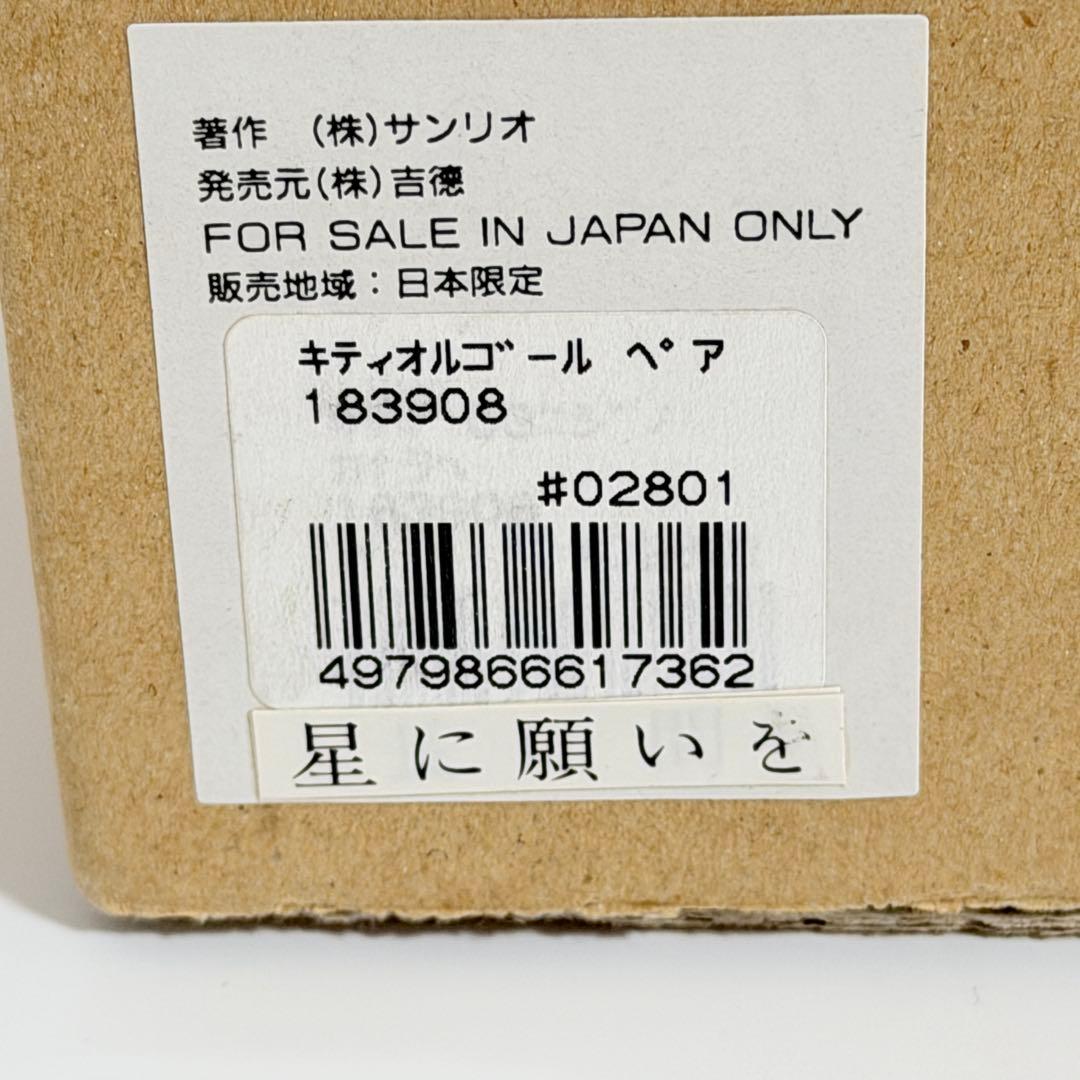 著作 (株)サンリオ
発売元(株)吉徳
FOR SALE IN JAPAN ONLY
販売地域:日本限定
キティオルゴール ペア
183908
#02801
4979866617362
星に願いを